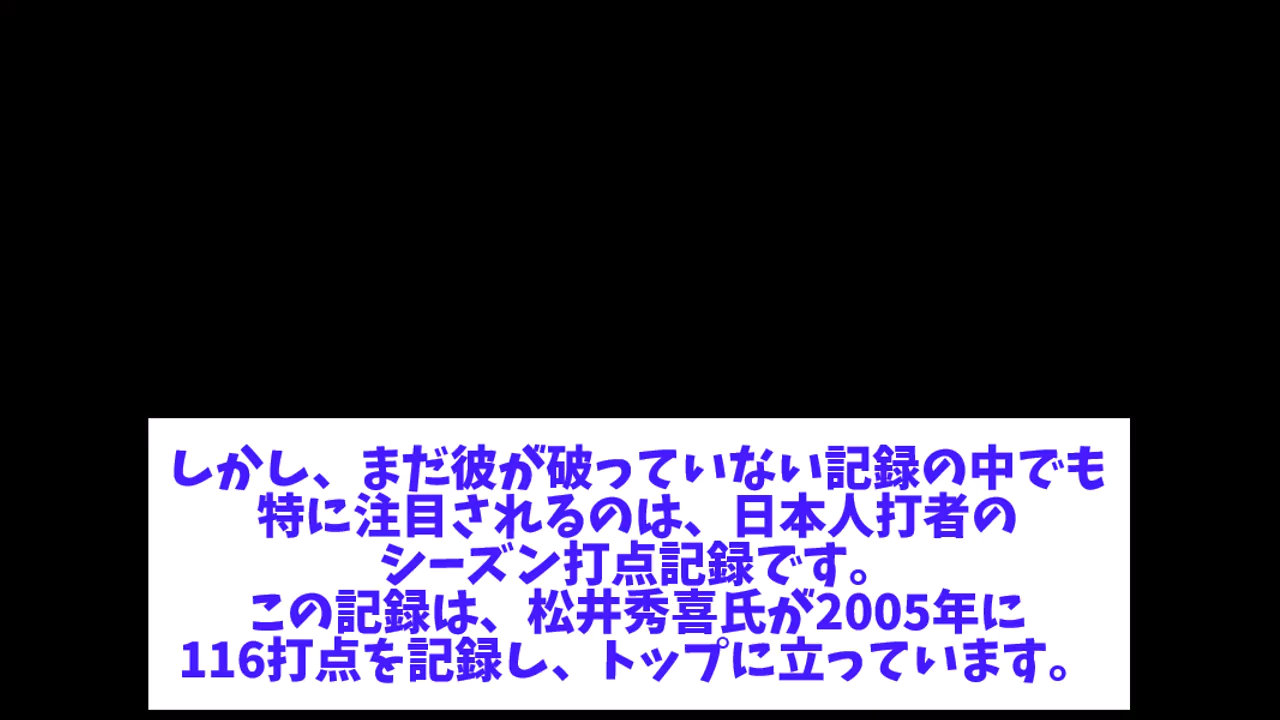 しかし、まだ彼が破っていない記録の中でも
特に注目されるのは、日本人打者の
シーズン打点記録です。
この記録は、松井秀喜氏が2005年に
116打点を記録し、トップに立っています。